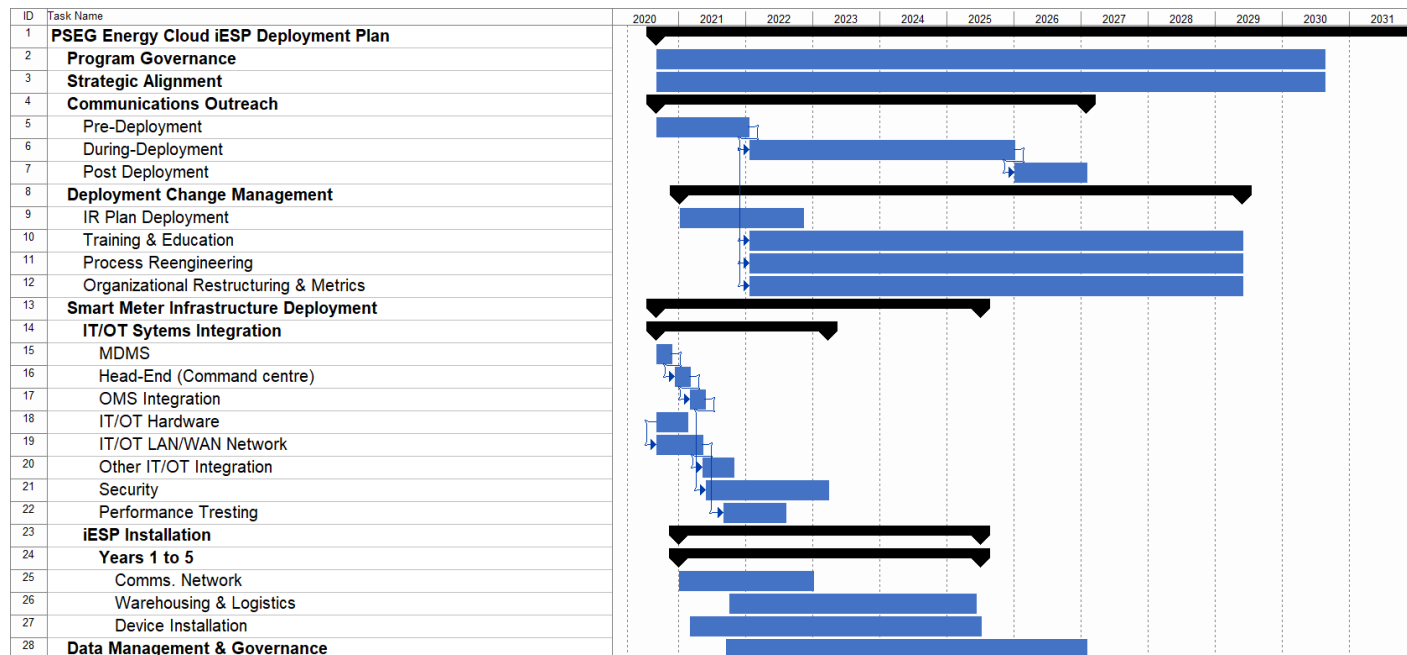 ID Task Name 2020 2021 2022 2023 2024 2025 2026 2027 2028 2029 2030 2031
1 PSEG Energy Cloud iESP Deployment Plan
2 Program Governance
3 Strategic Alignment
4 Communications Outreach
5 Pre-Deployment
6 During-Deployment
7 Post Deployment
8 Deployment Change Management
9 IR Plan Deployment
10 Training & Education
11 Process Reengineering
12 Organizational Restructuring & Metrics
13 Smart Meter Infrastructure Deployment
14 IT/OT Sytems Integration
15 MDMS
16 Head-End (Command centre)
17 OMS Integration
18 IT/OT Hardware
19 IT/OT LAN/WAN Network
20 Other IT/OT Integration
21 Security
22 Performance Tresting
23 iESP Installation
24 Years 1 to 5
25 Comms. Network
26 Warehousing & Logistics
27 Device Installation
28 Data Management & Governance